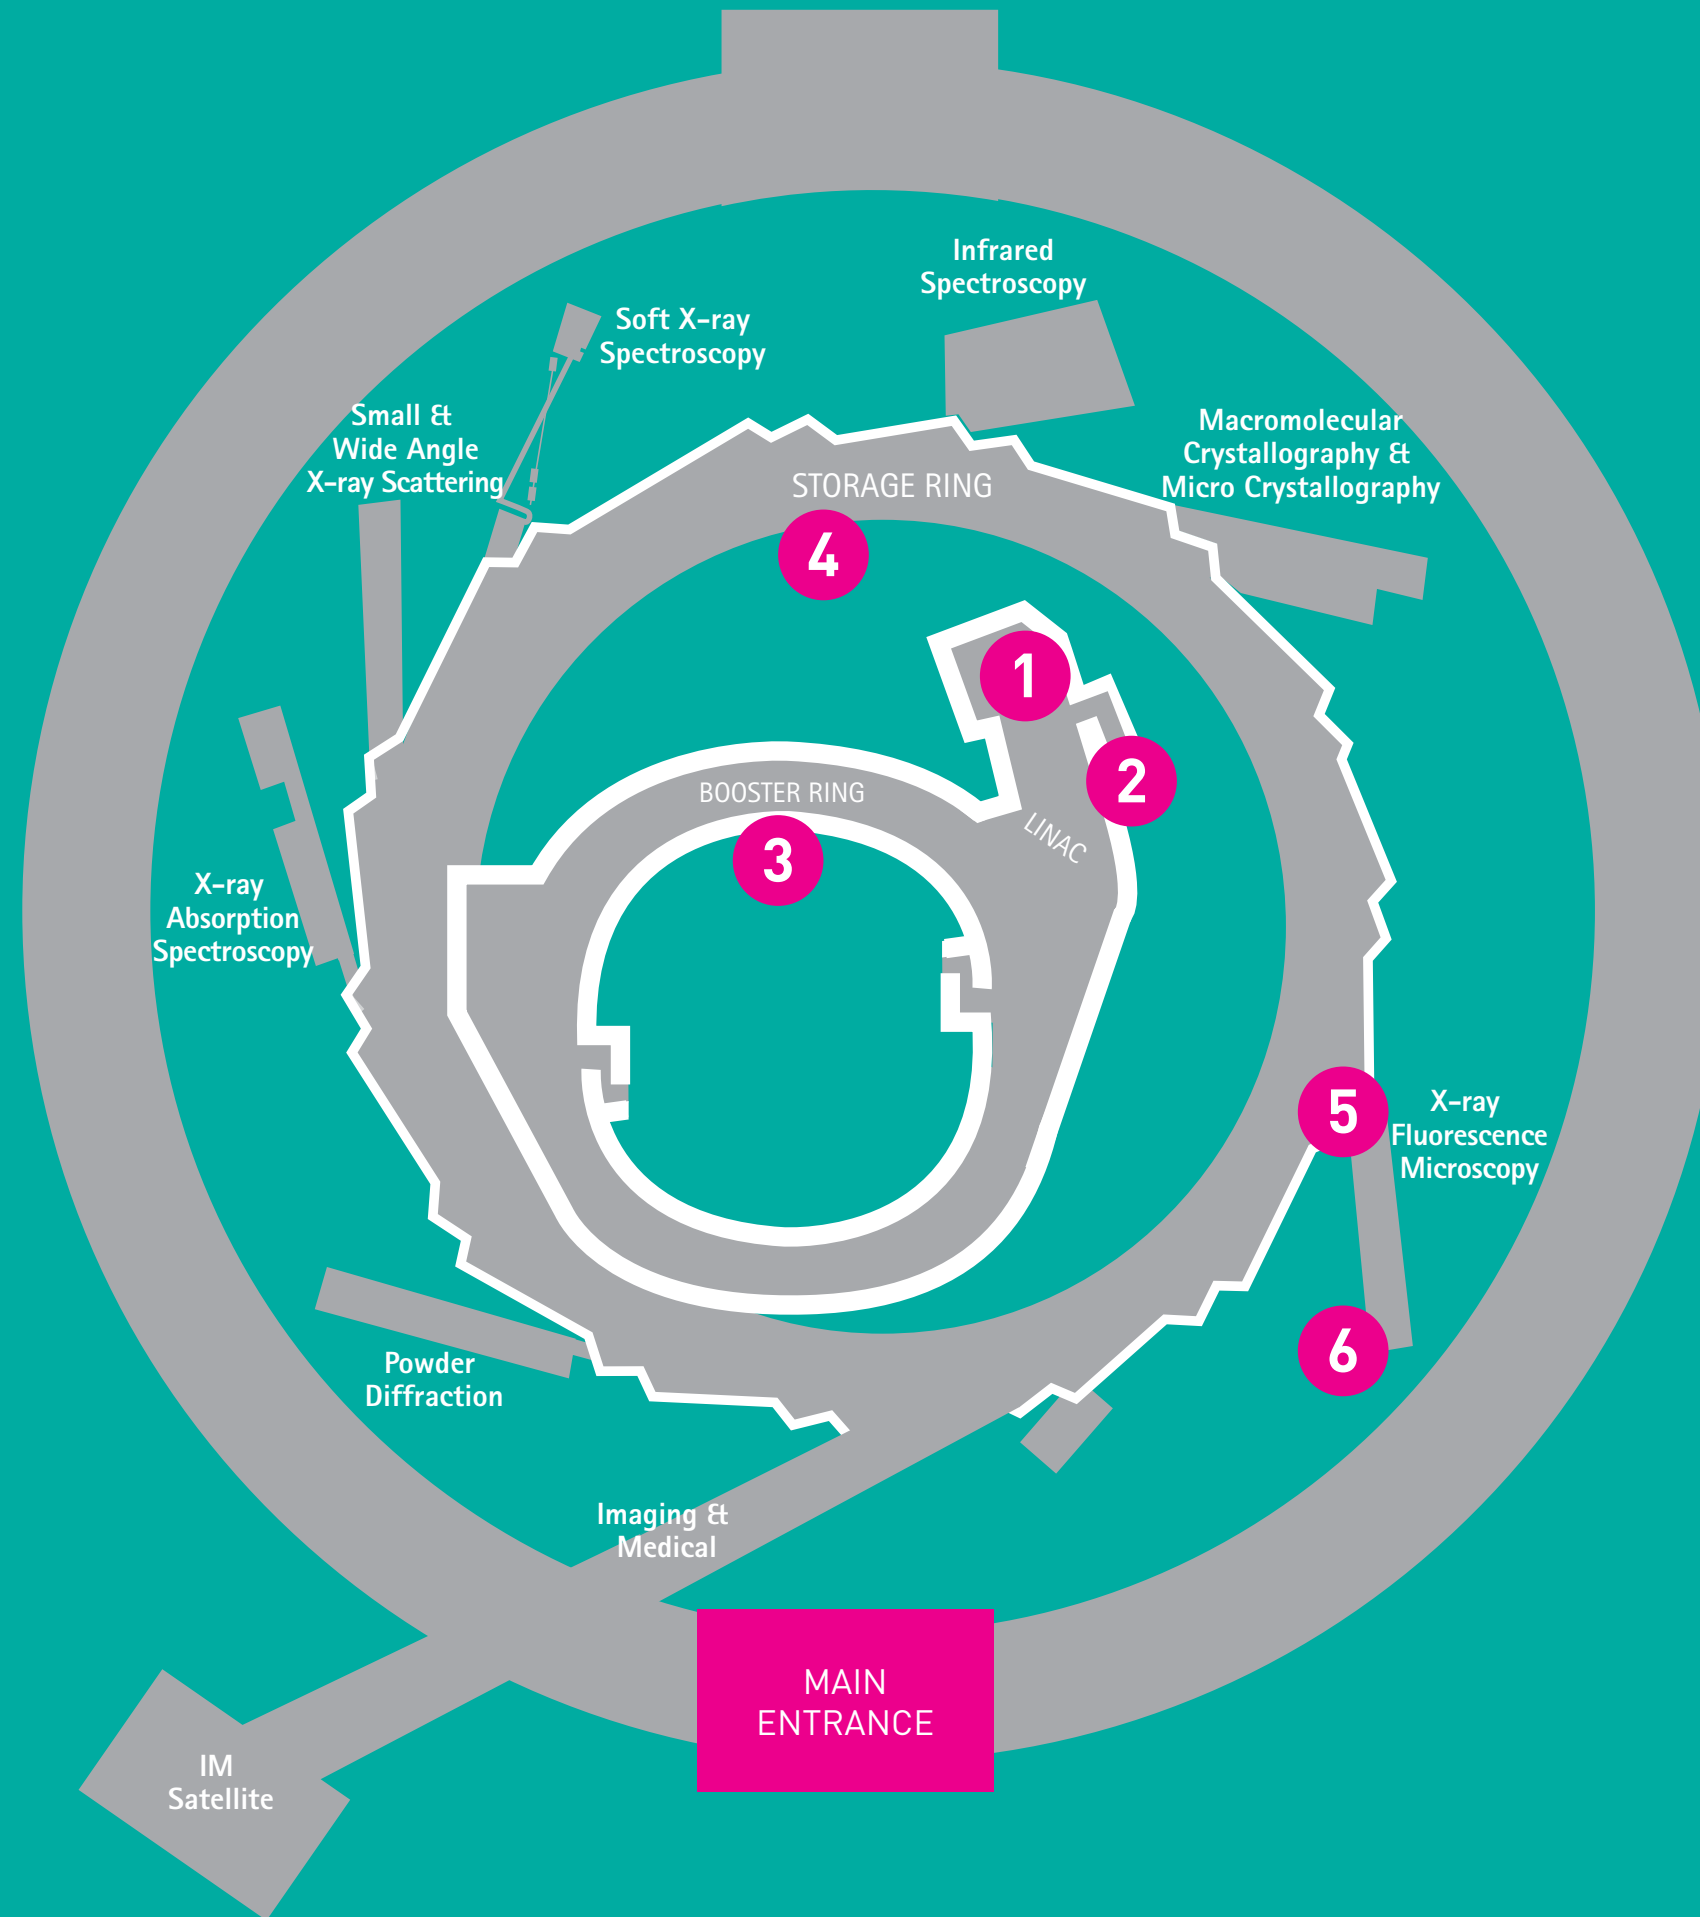 Infrared
Spectroscopy
Soft X-ray
Spectroscopy
Small &
Wide Angle
X-ray Scattering
Macromolecular
Crystallography &
Micro Crystallography
STORAGE RING
4
1
2
BOOSTER RING
LINAC
3
X-ray
Absorption
Spectroscopy
5
X-ray
Fluorescence
Microscopy
6
Powder
Diffraction
Imaging &
Medical
MAIN
ENTRANCE
IM
Satellite